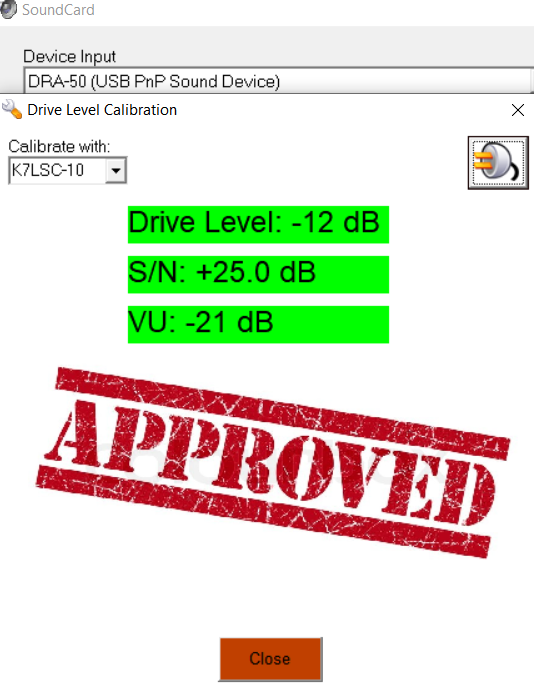 SoundCard
Device Input
DRA-50 (USB PnP Sound Device)
Drive Level Calibration
Calibrate with:
K7LSC-10
Drive Level: -12 dB
S/N: +25.0 dB
VU: -21 dB
APPROVED
Close